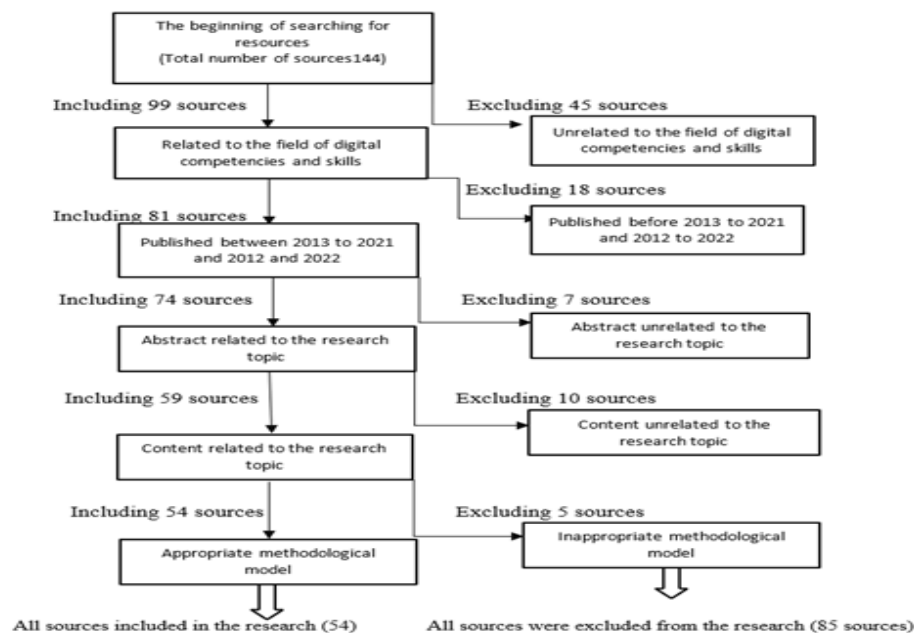 The beginning of searching for
resources
(Total number of sources144)
Including 99 sources
Excluding 45 sources
Related to the field of digital
competencies and skills
Unrelated to the field of digital
competencies and skills
Including 81 sources
Excluding 18 sources
Published between 2013 to 2021
and 2012 and 2022
Published before 2013 to 2021
and 2012 to 2022
Including 74 sources
Excluding 7 sources
Abstract related to the research
topic
Abstract unrelated to the
research topic
Including 59 sources
Excluding 10 sources
Content related to the research
topic
Content unrelated to the
research topic
Including 54 sources
Excluding 5 sources
Appropriate methodological
model
Inappropriate methodological
model
All sources included in the research (54)
All sources were excluded from the research (85 sources)